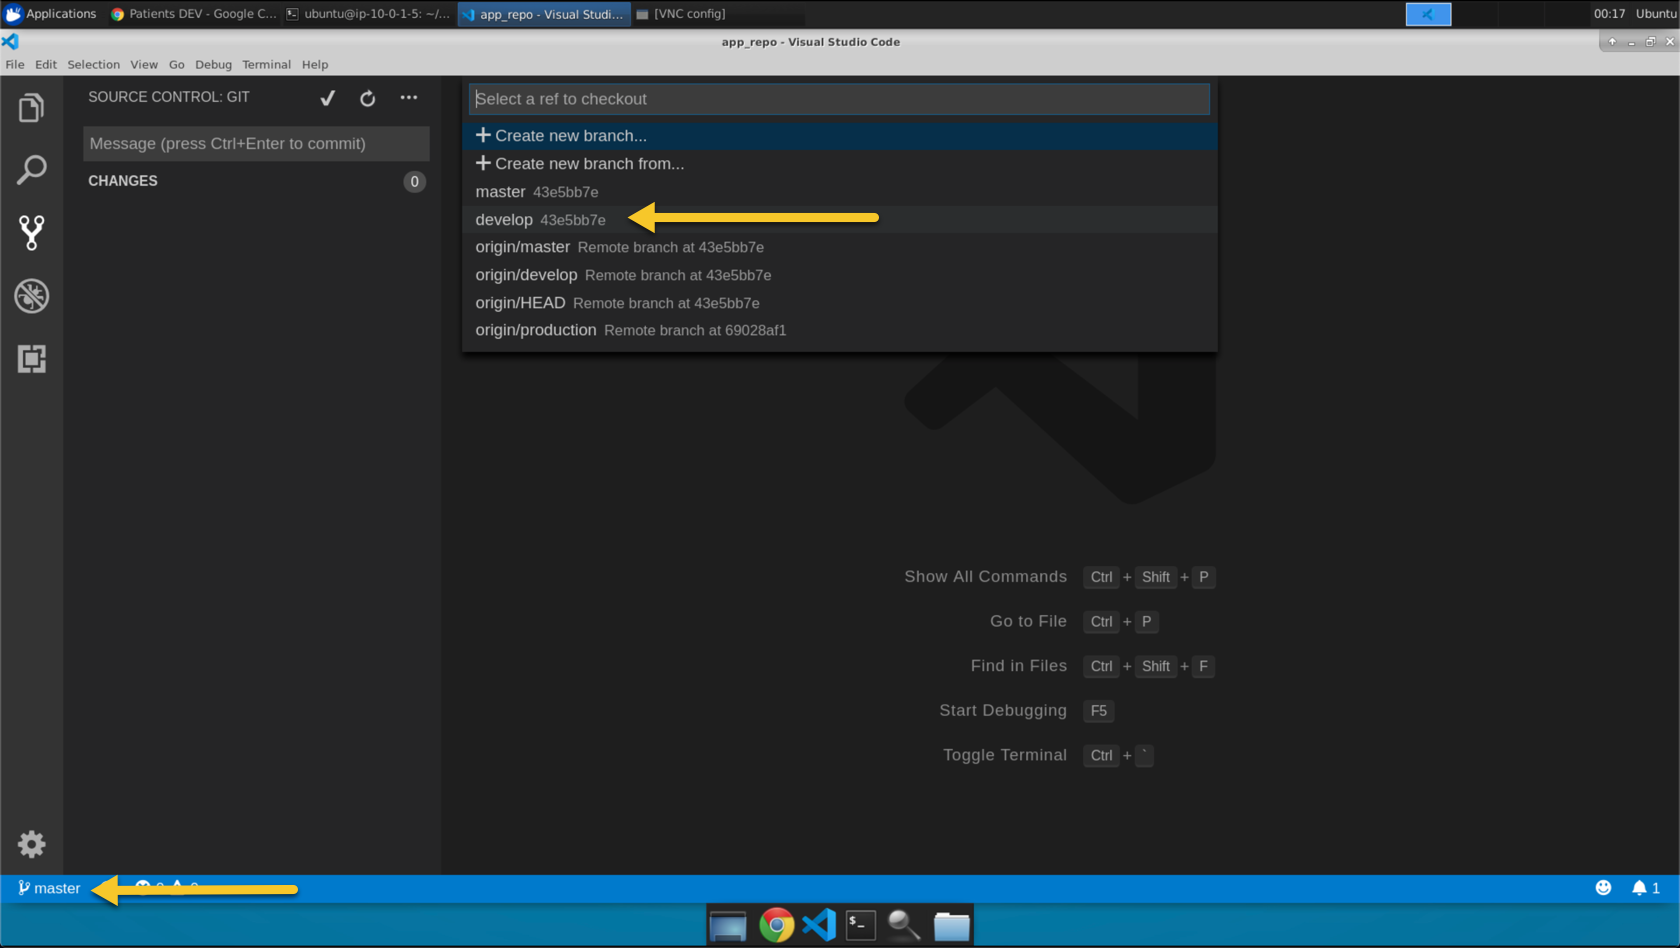 Applications
Patients DEV - Google C...
ubuntu@ip-10-0-1-5: ~/...
app_repo - Visual Studi...
[VNC config]
00:17
Ubuntu
app_repo - Visual Studio Code
File Edit Selection View Go Debug Terminal Help
SOURCE CONTROL: GIT
Message (press Ctrl+Enter to commit)
CHANGES
0
Select a ref to checkout
Create new branch...
Create new branch from...
master 43e5bb7e
develop 43e5bb7e
origin/master Remote branch at 43e5bb7e
origin/develop Remote branch at 43e5bb7e
origin/HEAD Remote branch at 43e5bb7e
origin/production Remote branch at 69028af1
Show All Commands Ctrl + Shift + P
Go to File Ctrl + P
Find in Files Ctrl + Shift + F
Start Debugging F5
Toggle Terminal Ctrl + `
master
1
$_